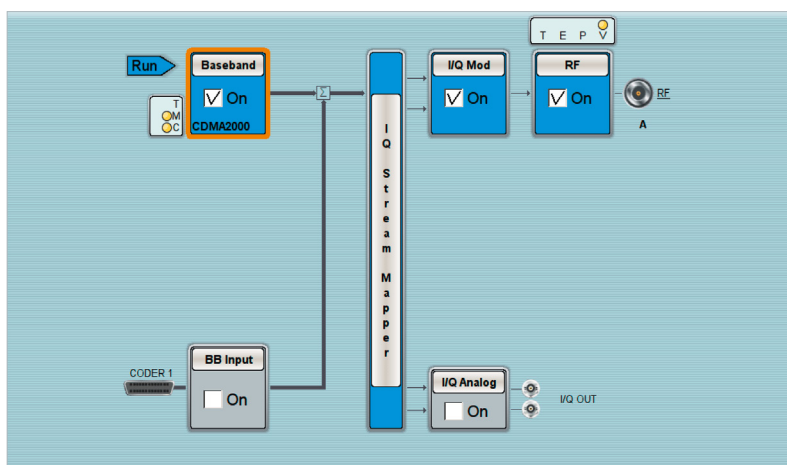 T E P V
Run
Baseband
On
T
M
C
CDMA2000
Σ
I/Q Mod
On
RF
On
RF
A
I
Q
S
t
r
e
a
m
M
a
p
p
e
r
CODER 1
BB Input
On
I/Q Analog
On
I/Q OUT